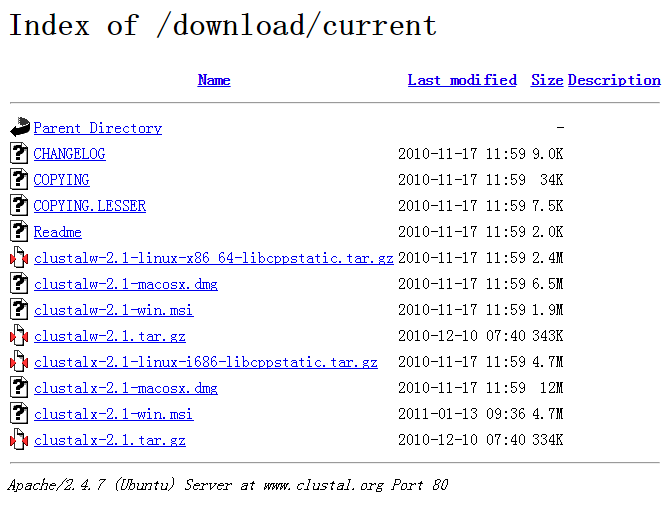 Index of /download/current
Name Last modified Size Description
Parent Directory -
CHANGELOG 2010-11-17 11:59 9.0K
COPYING 2010-11-17 11:59 34K
COPYING.LESSER 2010-11-17 11:59 7.5K
Readme 2010-11-17 11:59 2.0K
clustalw-2.1-linux-x86_64-libcppstatic.tar.gz 2010-11-17 11:59 2.4M
clustalw-2.1-macosx.dmg 2010-11-17 11:59 6.5M
clustalw-2.1-win.msi 2010-11-17 11:59 1.9M
clustalw-2.1.tar.gz 2010-12-10 07:40 343K
clustalx-2.1-linux-i686-libcppstatic.tar.gz 2010-11-17 11:59 4.7M
clustalx-2.1-macosx.dmg 2010-11-17 11:59 12M
clustalx-2.1-win.msi 2011-01-13 09:36 4.7M
clustalx-2.1.tar.gz 2010-12-10 07:40 334K
Apache/2.4.7 (Ubuntu) Server at www.clustal.org Port 80